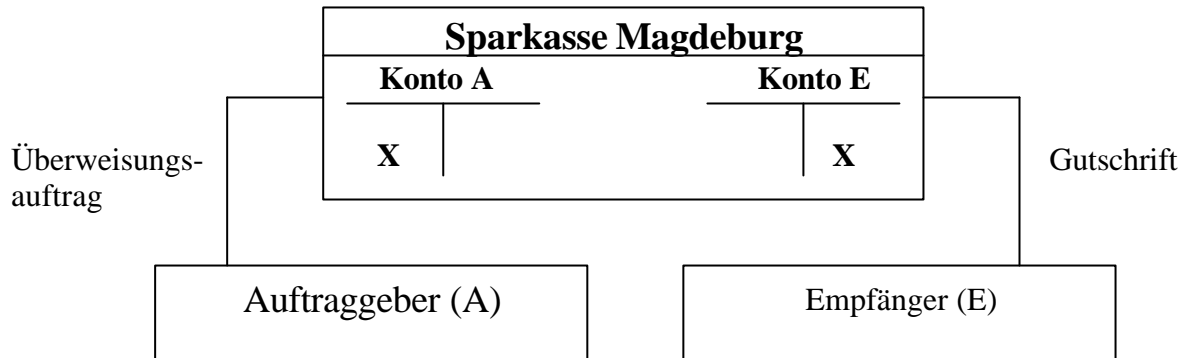 Sparkasse Magdeburg
Konto A
Konto E
X
X
Überweisungs-
auftrag
Gutschrift
Auftraggeber (A)
Empfänger (E)